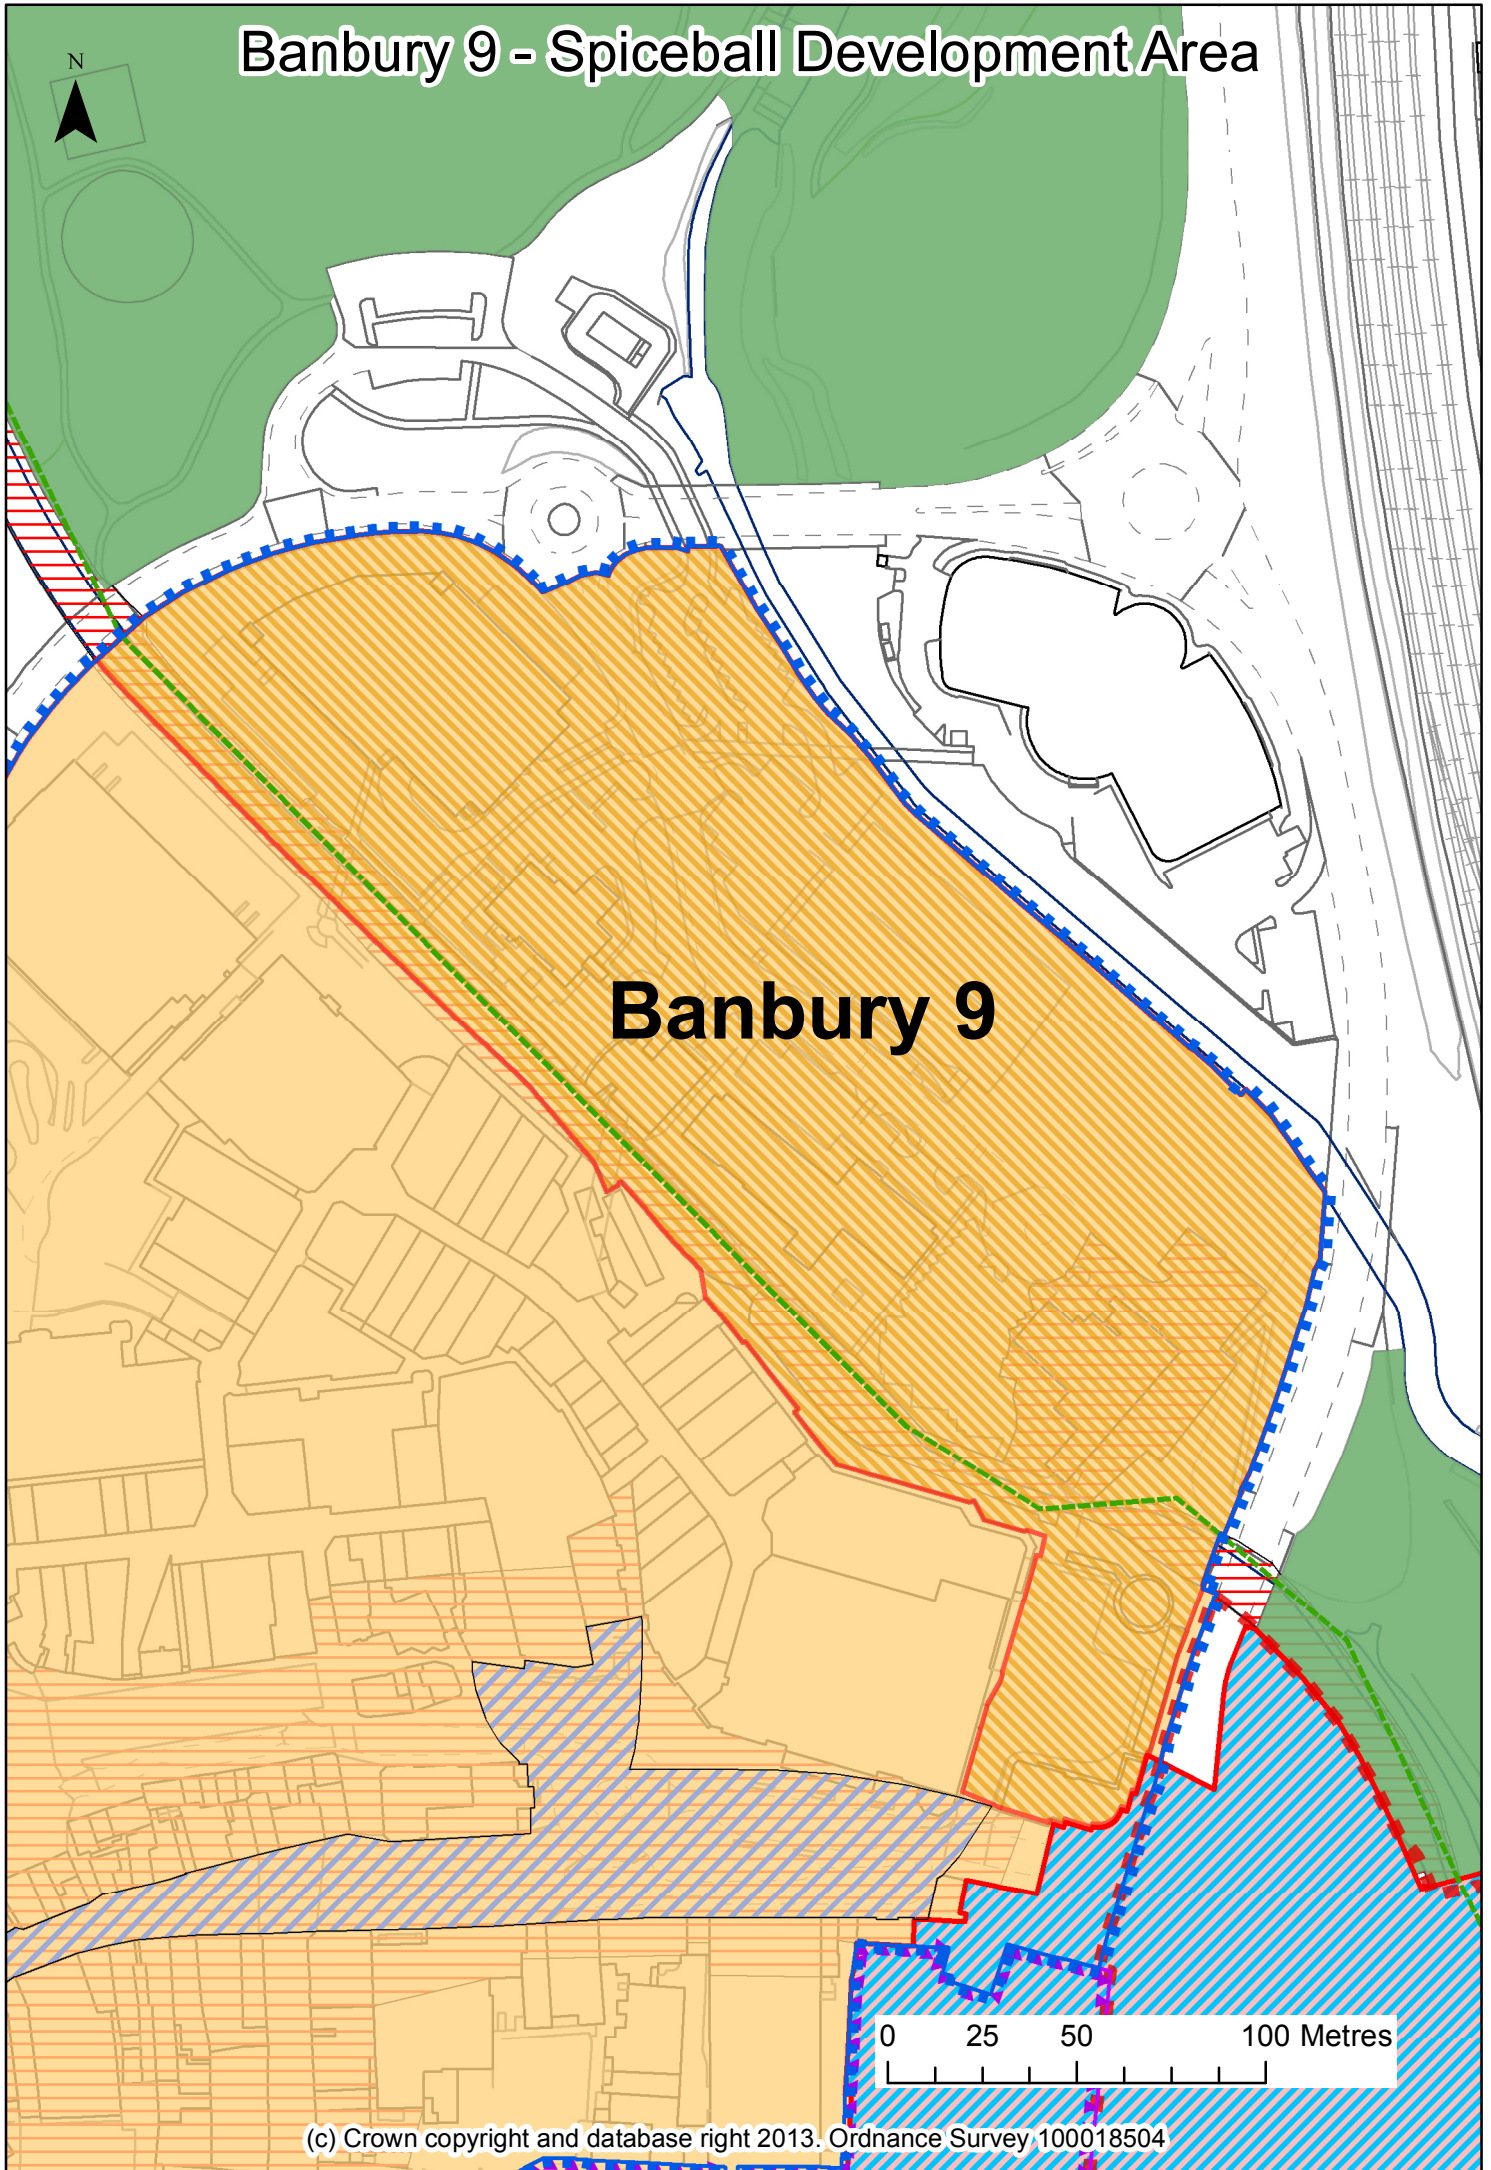 Banbury 9 - Spiceball Development Area
N
Banbury 9
0 25 50 100 Metres
(c) Crown copyright and database right 2013. Ordnance Survey 100018504